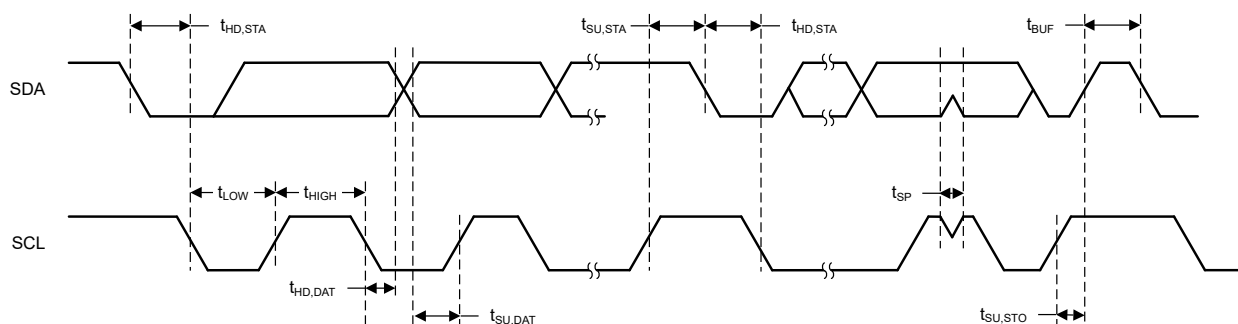 tHD,STA
tSU,STA
tHD,STA
tBUF
SDA
tLOW
tHIGH
tSP
SCL
tHD,DAT
tSU,DAT
tSU,STO